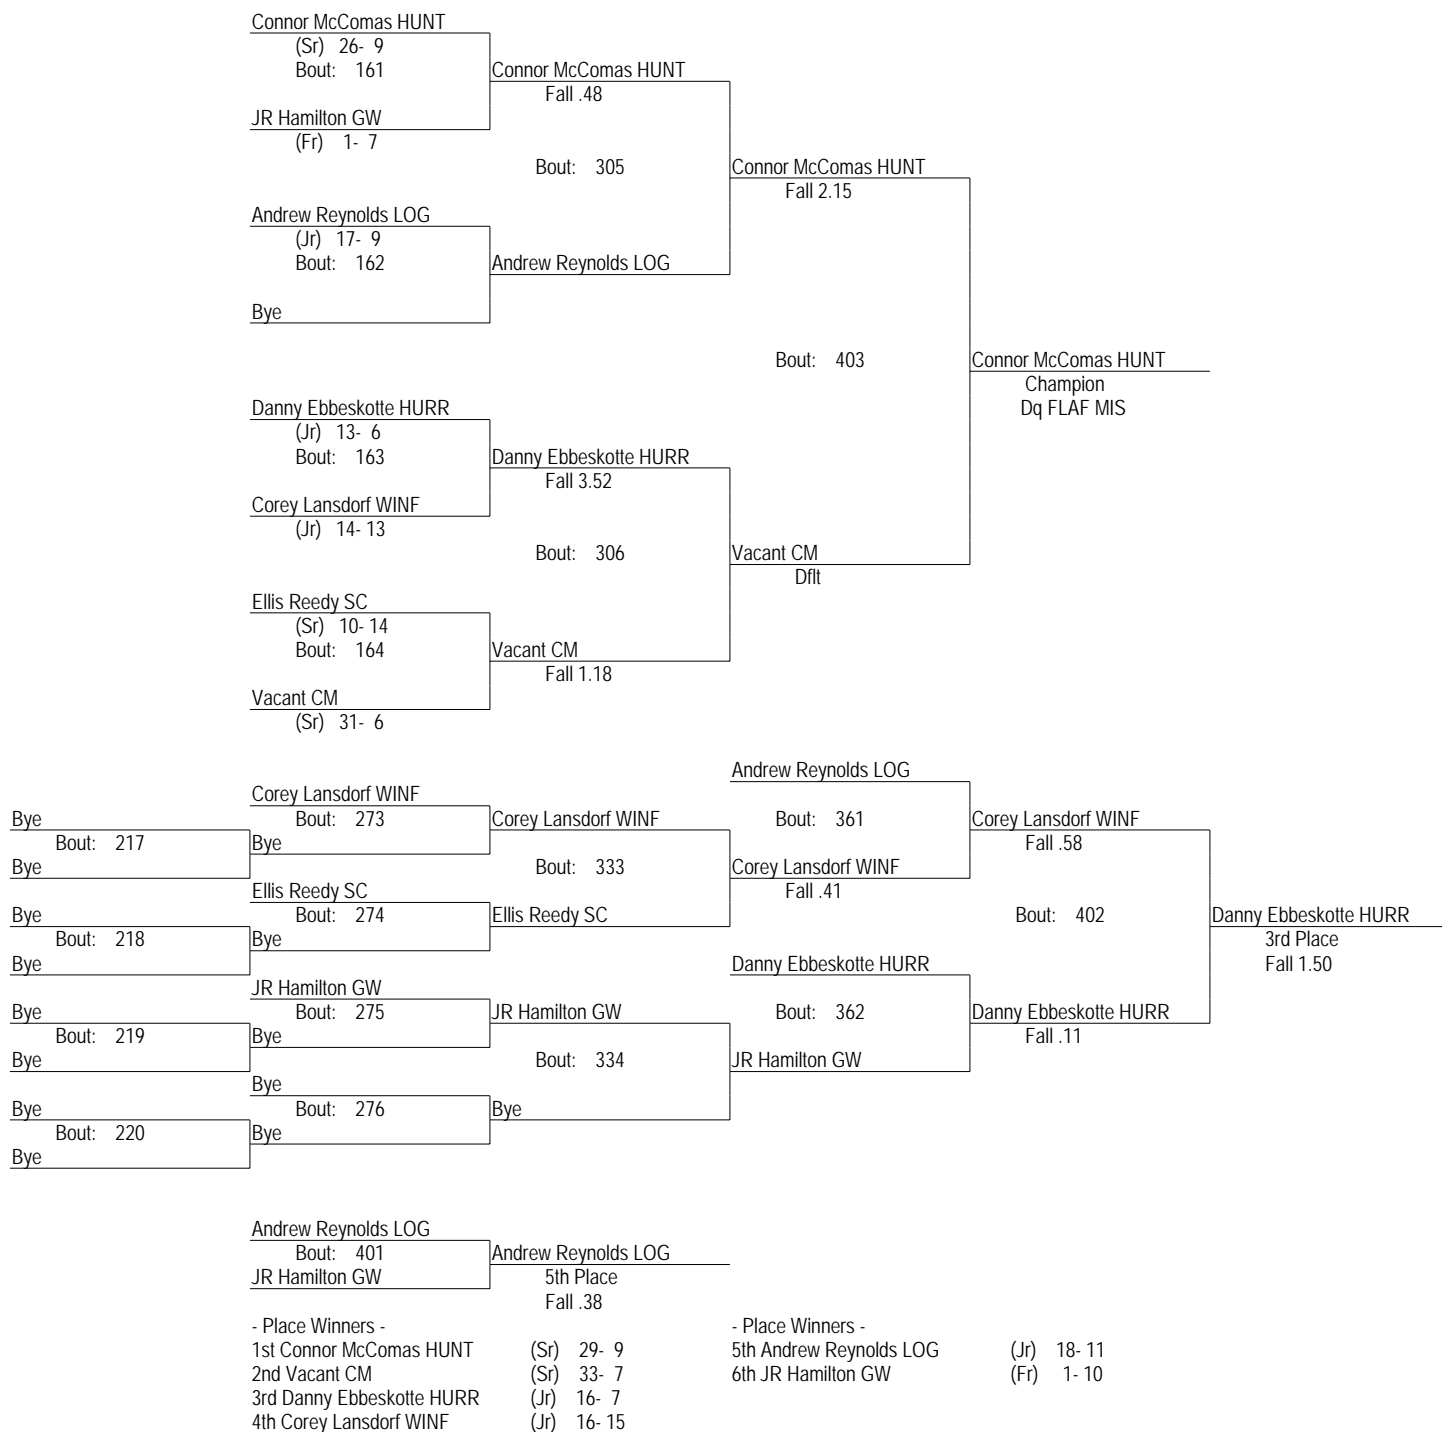 Connor McComas HUNT
(Sr) 26- 9
Bout: 161
Connor McComas HUNT
Fall .48
JR Hamilton GW
(Fr) 1- 7
Bout: 305
Connor McComas HUNT
Fall 2.15
Andrew Reynolds LOG
(Jr) 17- 9
Bout: 162
Andrew Reynolds LOG
Bye
Bout: 403
Connor McComas HUNT
Champion
Dq FLAF MIS
Danny Ebbeskotte HURR
(Jr) 13- 6
Bout: 163
Danny Ebbeskotte HURR
Fall 3.52
Corey Lansdorf WINF
(Jr) 14- 13
Bout: 306
Vacant CM
Dflt
Ellis Reedy SC
(Sr) 10- 14
Bout: 164
Vacant CM
Fall 1.18
Vacant CM
(Sr) 31- 6
Andrew Reynolds LOG
Corey Lansdorf WINF
Bye
Bout: 273
Corey Lansdorf WINF
Bout: 361
Corey Lansdorf WINF
Bout: 217
Bye
Fall .58
Bye
Bout: 333
Corey Lansdorf WINF
Fall .41
Ellis Reedy SC
Bye
Bout: 274
Ellis Reedy SC
Bout: 402
Danny Ebbeskotte HURR
Bout: 218
Bye
3rd Place
Bye
Danny Ebbeskotte HURR
Fall 1.50
JR Hamilton GW
Bye
Bout: 275
JR Hamilton GW
Bout: 362
Danny Ebbeskotte HURR
Bout: 219
Bye
Fall .11
Bye
Bout: 334
JR Hamilton GW
Bye
Bye
Bout: 276
Bye
Bout: 220
Bye
Bye
Andrew Reynolds LOG
Bout: 401
Andrew Reynolds LOG
JR Hamilton GW
5th Place
Fall .38
- Place Winners -
1st Connor McComas HUNT (Sr) 29- 9
2nd Vacant CM (Sr) 33- 7
3rd Danny Ebbeskotte HURR (Jr) 16- 7
4th Corey Lansdorf WINF (Jr) 16- 15
- Place Winners -
5th Andrew Reynolds LOG (Jr) 18- 11
6th JR Hamilton GW (Fr) 1- 10